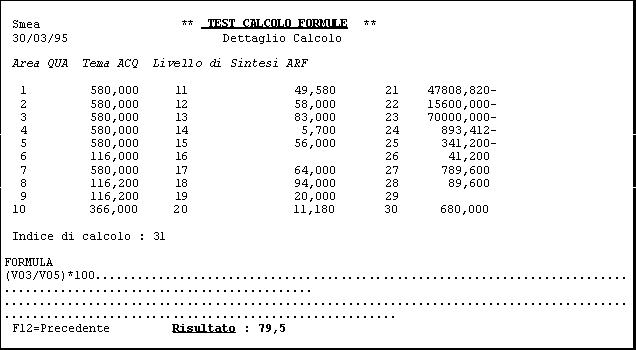 Smea ** TEST CALCOLO FORMULE **
30/03/95 Dettaglio Calcolo
Area QUA Tema ACQ Livello di Sintesi ARF
1 580,000 11 49,580 21 47808,820-
2 580,000 12 58,000 22 15600,000-
3 580,000 13 83,000 23 70000,000-
4 580,000 14 5,700 24 893,412-
5 580,000 15 56,000 25 341,200-
6 116,000 16 26 41,200
7 580,000 17 64,000 27 789,600
8 116,200 18 94,000 28 89,600
9 116,200 19 20,000 29
10 366,000 20 11,180 30 680,000
Indice di calcolo : 31
FORMULA
(V03/V05)*100................................................................................
..............................................
.............................................................................................
...........................................................
F12=Precedente Risultato : 79,5